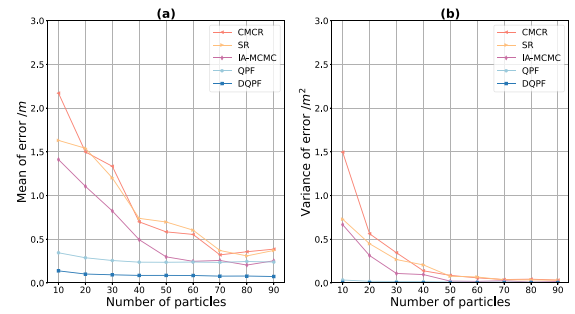 (a)
3.0
2.5
2.0
1.5
1.0
0.5
0.0
Mean of error /m
CMCR
SR
IA-MCMC
QPF
DQPF
10 20 30 40 50 60 70 80 90
Number of particles
(b)
3.0
2.5
2.0
1.5
1.0
0.5
0.0
Variance of error /m²
CMCR
SR
IA-MCMC
QPF
DQPF
10 20 30 40 50 60 70 80 90
Number of particles